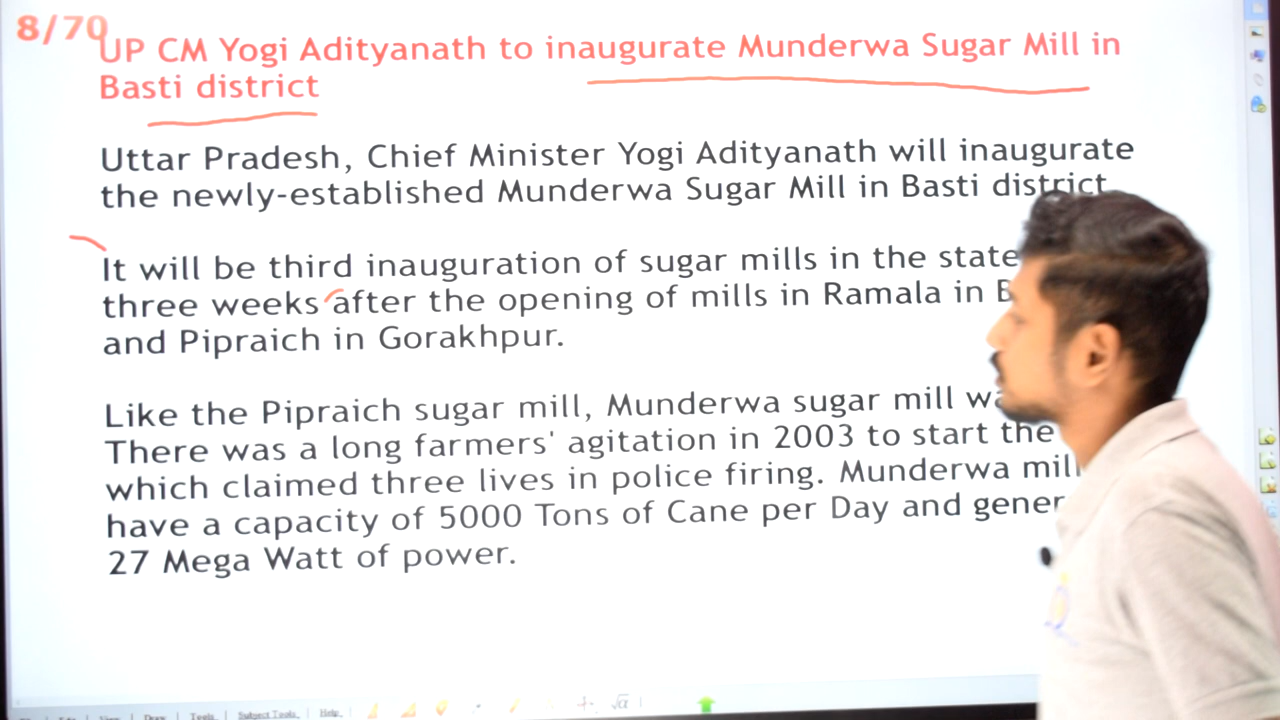 8/70
UP CM Yogi Adityanath to inaugurate Munderwa Sugar Mill in
Basti district
Uttar Pradesh, Chief Minister Yogi Adityanath will inaugurate
the newly-established Munderwa Sugar Mill in Basti district
It will be third inauguration of sugar mills in the state
three weeks after the opening of mills in Ramala in
and Pipraich in Gorakhpur.
Like the Pipraich sugar mill, Munderwa sugar mill
There was a long farmers' agitation in 2003 to start the
which claimed three lives in police firing. Munderwa mill
have a capacity of 5000 Tons of Cane per Day and
27 Mega Watt of power.
Draw Tools Subject Tools Help